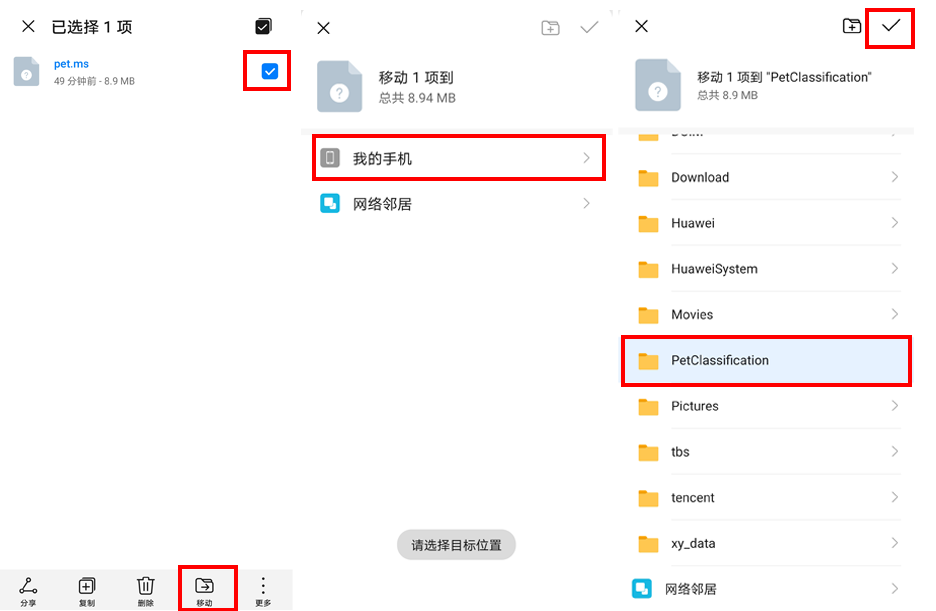 已选择 1 项
pet.ms
49 分钟前 - 8.9 MB
分享
复制
删除
移动
更多
移动 1 项到
总共 8.94 MB
我的手机
网络邻居
请选择目标位置
移动 1 项到 "PetClassification"
总共 8.9 MB
Download
Huawei
HuaweiSystem
Movies
PetClassification
Pictures
tbs
tencent
xy_data
网络邻居